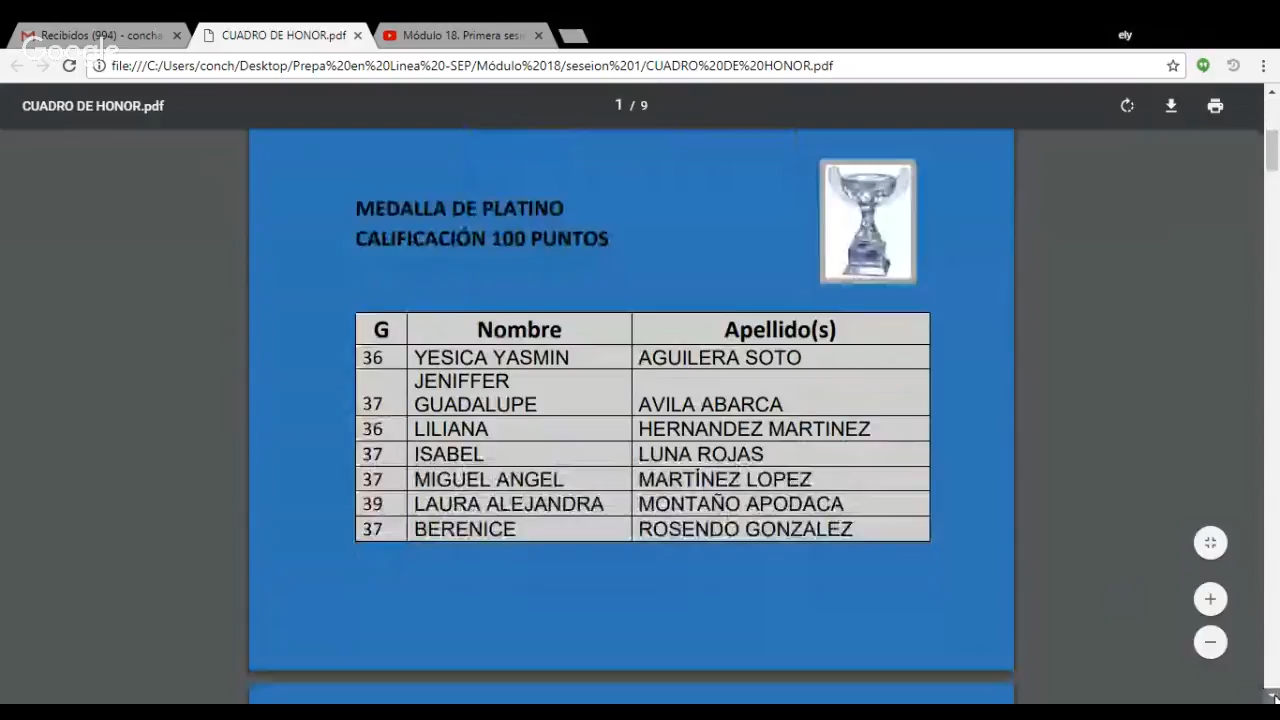 Recibidos (994) - concha
CUADRO DE HONOR.pdf
Módulo 18. Primera sesi
ely
Google
file:///C:/Users/conch/Desktop/Prepa%20en%20Linea%20-SEP/Módulo%2018/seseion%201/CUADRO%20DE%20HONOR.pdf
CUADRO DE HONOR.pdf
1 / 9
MEDALLA DE PLATINO
CALIFICACIÓN 100 PUNTOS
G Nombre Apellido(s)
36 YESICA YASMIN AGUILERA SOTO
JENIFFER
37 GUADALUPE AVILA ABARCA
36 LILIANA HERNANDEZ MARTINEZ
37 ISABEL LUNA ROJAS
37 MIGUEL ANGEL MARTÍNEZ LOPEZ
39 LAURA ALEJANDRA MONTAÑO APODACA
37 BERENICE ROSENDO GONZALEZ